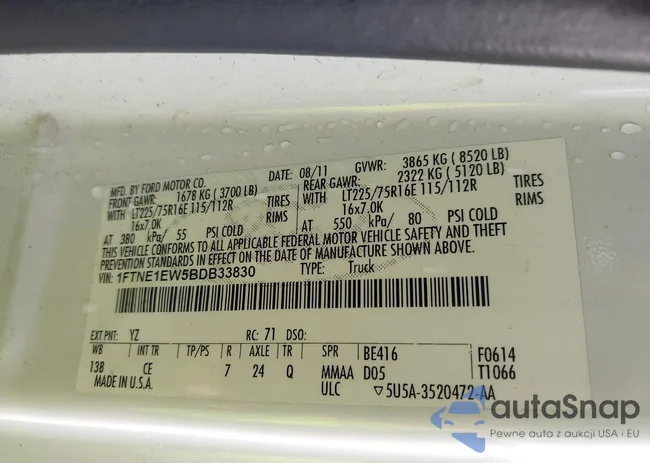 MFD. BY FORD MOTOR CO. DATE: 08/11 GVWR: 3865 KG ( 8520 LB)
FRONT GAWR: 1678 KG ( 3700 LB) REAR GAWR: 2322 KG ( 5120 LB)
WITH LT225/75R16E 115/112R TIRES WITH LT225/75R16E 115/112R TIRES
16x7.0K RIMS 16x7.0K RIMS
AT 380 kPa/ 55 PSI COLD AT 550 kPa/ 80 PSI COLD
THIS VEHICLE CONFORMS TO ALL APPLICABLE FEDERAL MOTOR VEHICLE SAFETY AND THEFT
PREVENTION STANDARDS IN EFFECT ON THE DATE OF MANUFACTURE SHOWN ABOVE.
VIN: 1FTNE1EW5BDB33830 TYPE: Truck
EXT PNT: YZ RC: 71 DSO:
WB INT TR TP/PS R AXLE TR SPR BE416 F0614
138 CE 7 24 Q MMAA D05 T1066
MADE IN U.S.A. ULC ▽5U5A-3520472-AA
autaSnap
Pewne auta z aukcji USA i EU